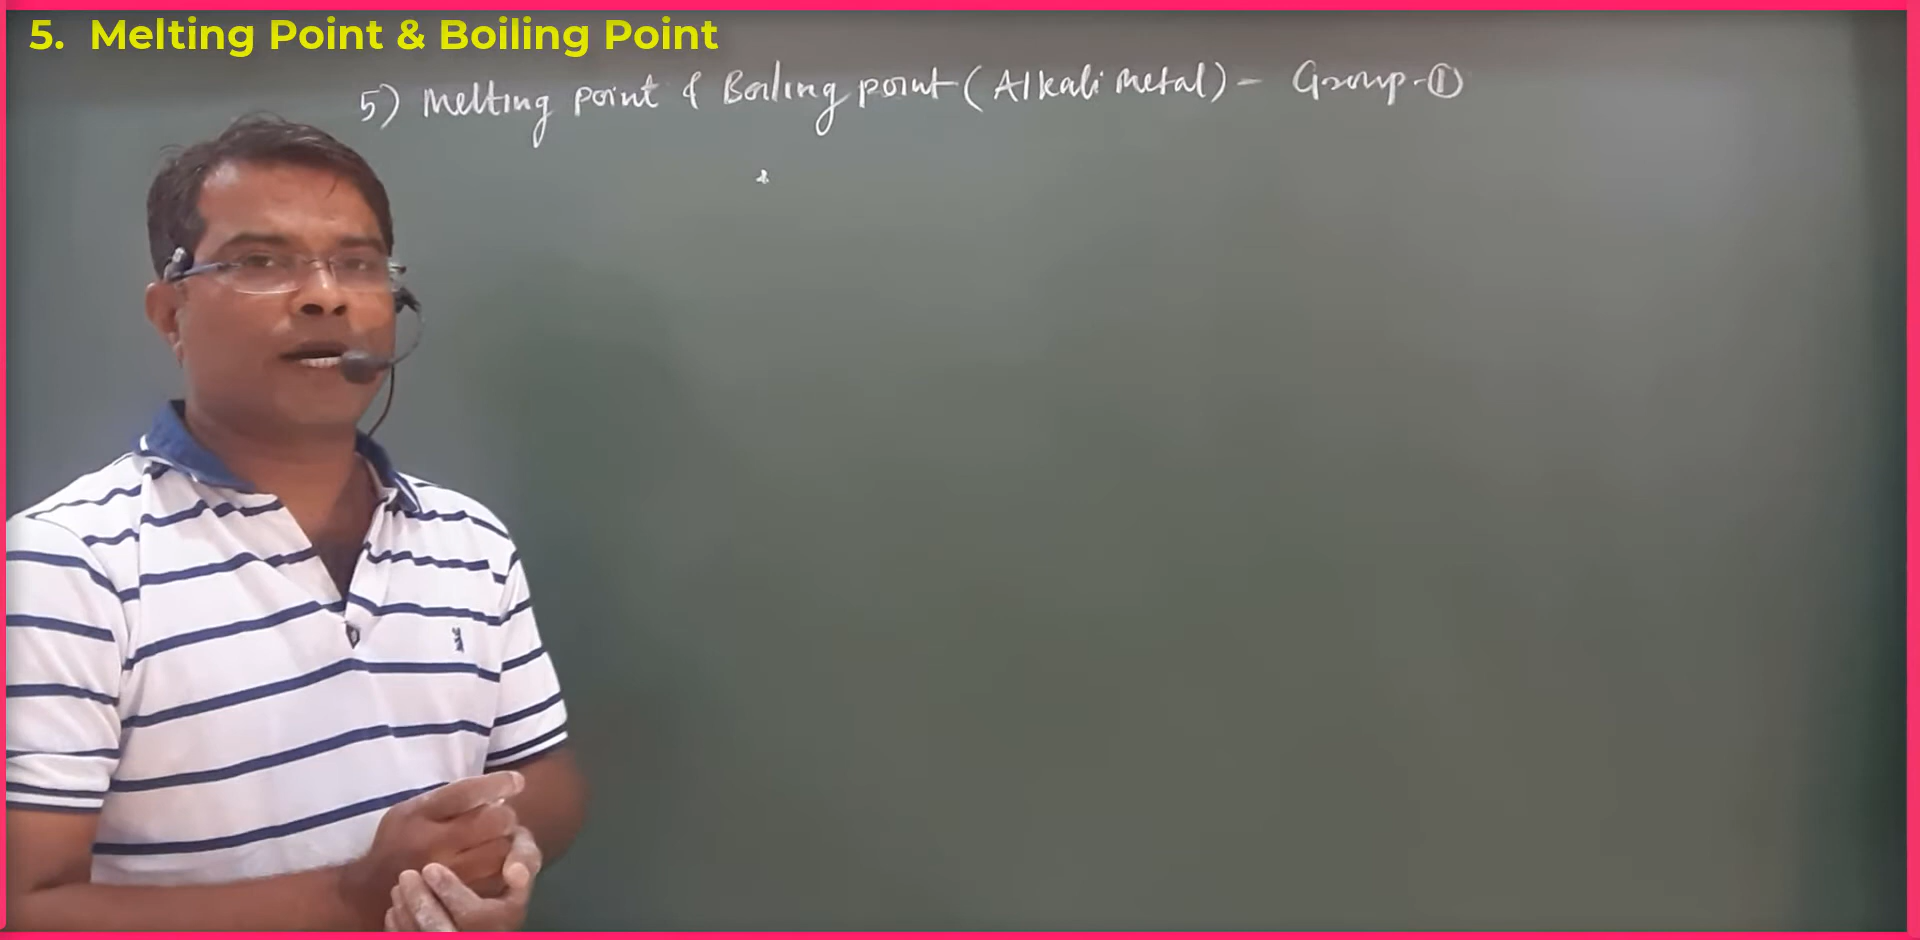 5. Melting Point & Boiling Point
5) Melting point & Boiling point (Alkali Metal) - Group-①